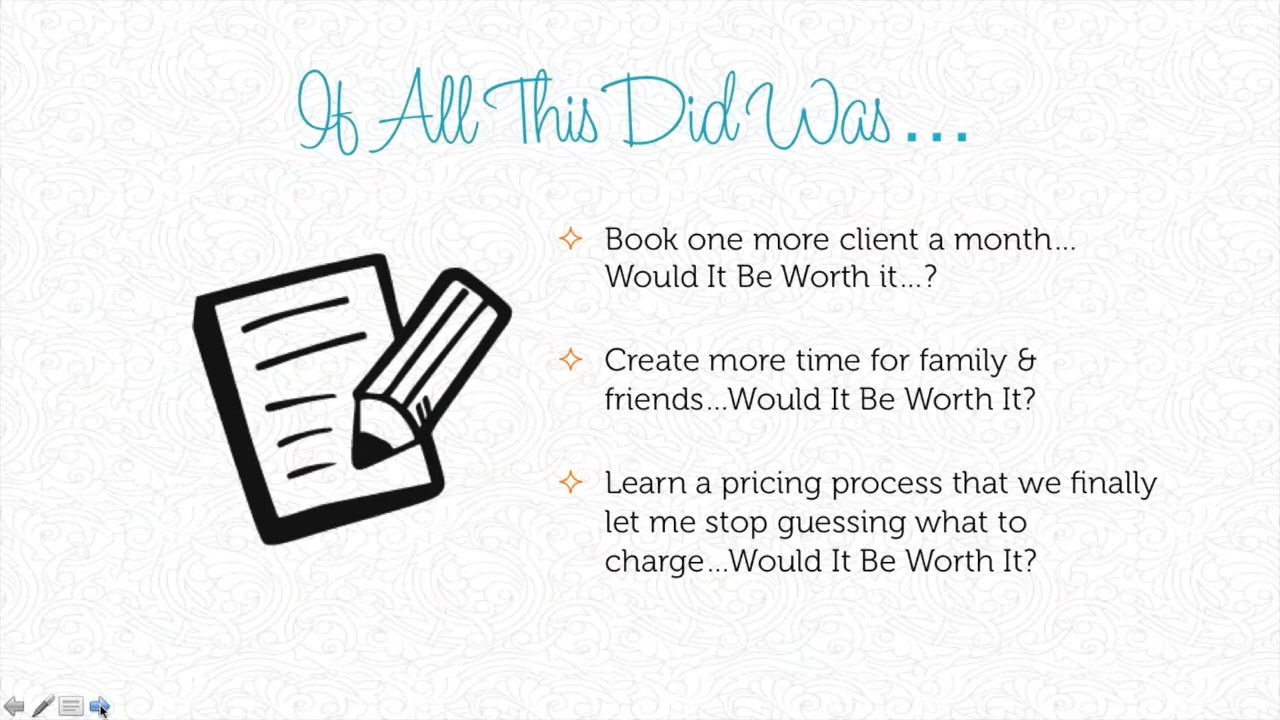 If All This Did Was...
Book one more client a month...
Would It Be Worth it...?
Create more time for family &
friends...Would It Be Worth It?
Learn a pricing process that we finally
let me stop guessing what to
charge...Would It Be Worth It?